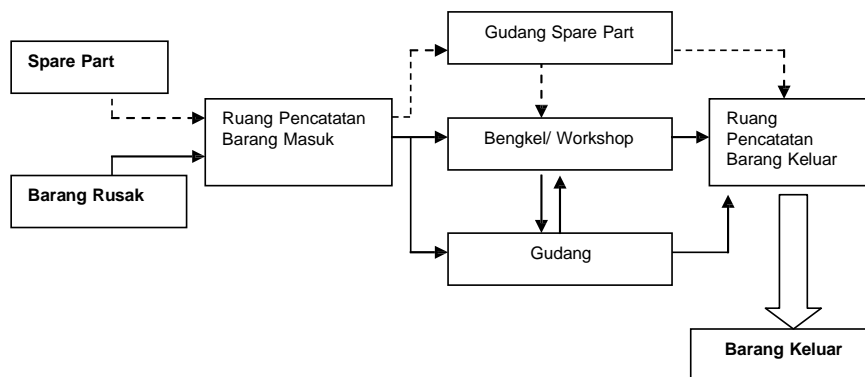 Gudang Spare Part
Spare Part
Ruang Pencatatan
Barang Masuk
Ruang
Pencatatan
Barang Keluar
Bengkel/ Workshop
Barang Rusak
Gudang
Barang Keluar